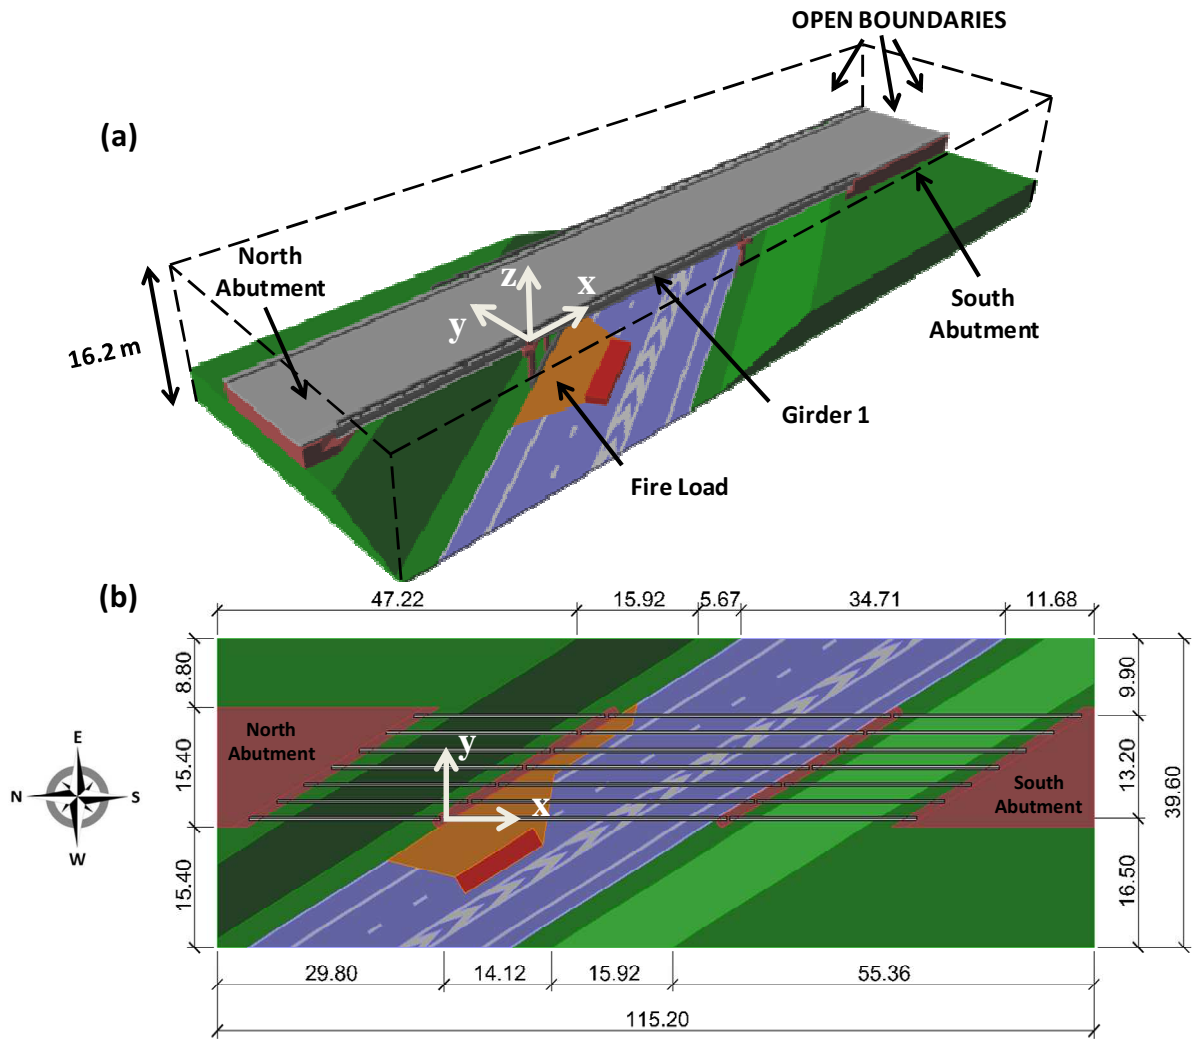 OPEN BOUNDARIES
(a)
North
Abutment
z
x
y
16.2 m
South
Abutment
Girder 1
Fire Load
(b)
47.22
15.92
5.67
34.71
11.68
8.80
15.40
15.40
North
Abutment
y
x
South
Abutment
9.90
13.20
16.50
39.60
E
N
S
W
29.80
14.12
15.92
55.36
115.20